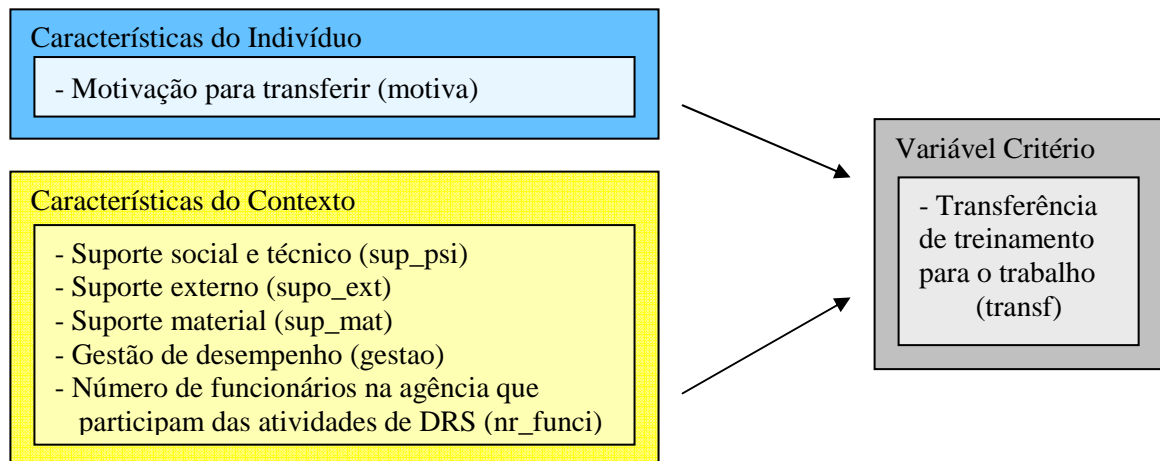 Características do Indivíduo
- Motivação para transferir (motiva)
Características do Contexto
- Suporte social e técnico (sup_psi)
- Suporte externo (supo_ext)
- Suporte material (sup_mat)
- Gestão de desempenho (gestao)
- Número de funcionários na agência que
participam das atividades de DRS (nr_funci)
Variável Critério
- Transferência
de treinamento
para o trabalho
(transf)